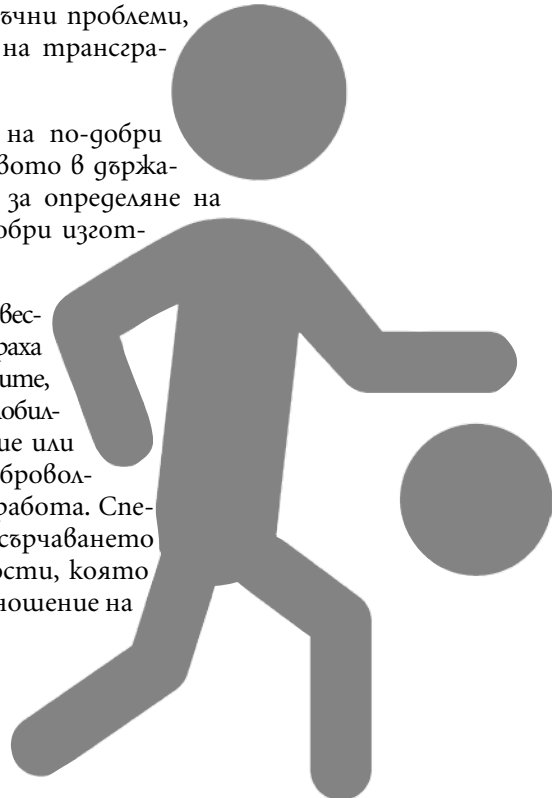 ъчни проблеми,
на трансгра-
на по-добри
вото в държа-
за определяне на
обри изгот-
вес-
раха
ите,
обил-
ие или
бровол-
работа. Спе-
сърчаването
ости, която
ношение на